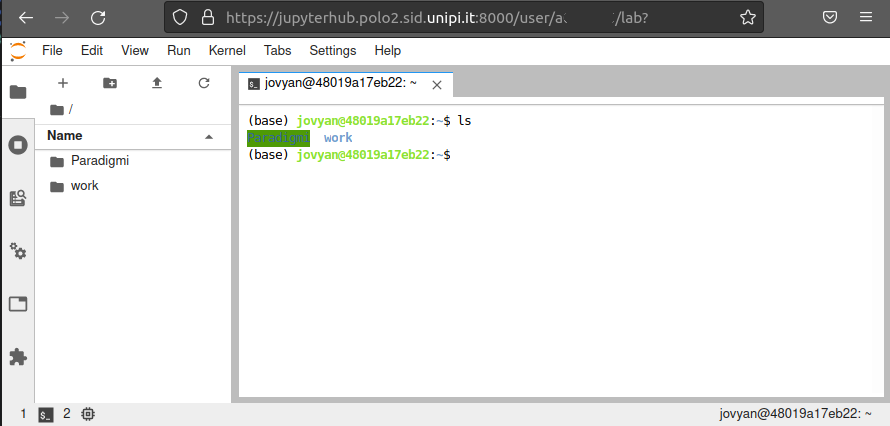 https://jupyterhub.polo2.sid.unipi.it:8000/user/a /lab?
File Edit View Run Kernel Tabs Settings Help
jovyan@48019a17eb22: ~
/
Name
Paradigmi
work
(base) jovyan@48019a17eb22:~$ ls
Paradigmi work
(base) jovyan@48019a17eb22:~$
1 $_ 2 jovyan@48019a17eb22: ~